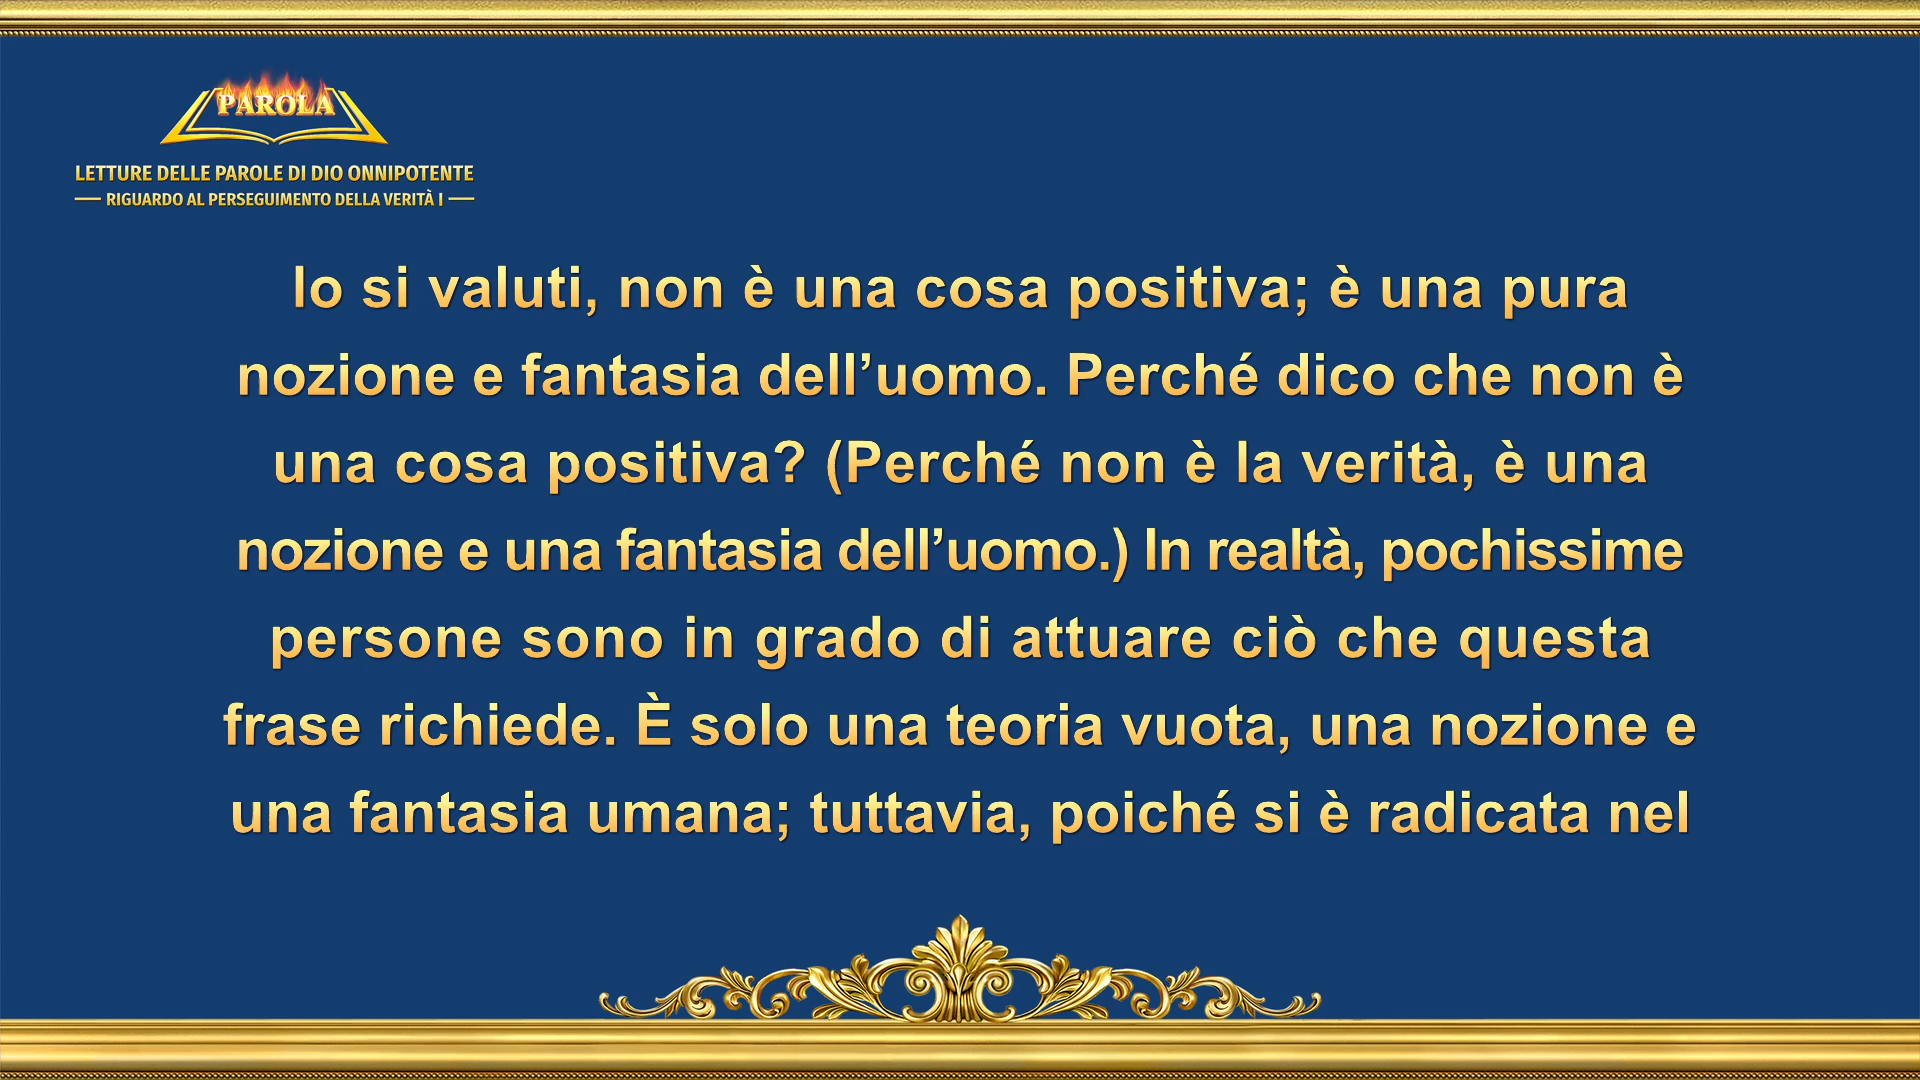 PAROLA
LETTURE DELLE PAROLE DI DIO ONNIPOTENTE
RIGUARDO AL PERSEGUIMENTO DELLA VERITÀ I
lo si valuti, non è una cosa positiva; è una pura
nozione e fantasia dell’uomo. Perché dico che non è
una cosa positiva? (Perché non è la verità, è una
nozione e una fantasia dell’uomo.) In realtà, pochissime
persone sono in grado di attuare ciò che questa
frase richiede. È solo una teoria vuota, una nozione e
una fantasia umana; tuttavia, poiché si è radicata nel